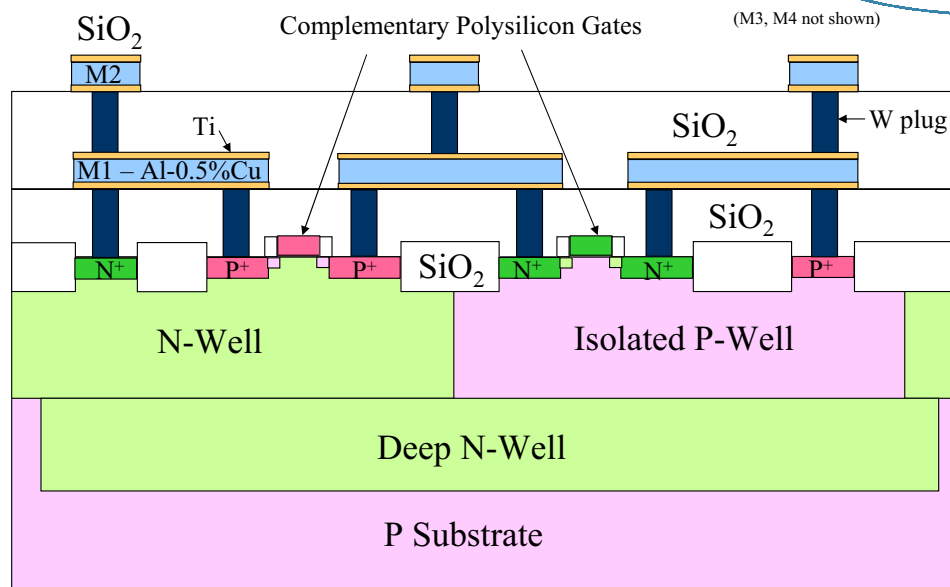 (M3, M4 not shown)
SiO2
Complementary Polysilicon Gates
M2
Ti
SiO2
W plug
M1 – Al-0.5%Cu
SiO2
N+
P+
P+
SiO2
N+
N+
P+
N-Well
Isolated P-Well
Deep N-Well
P Substrate